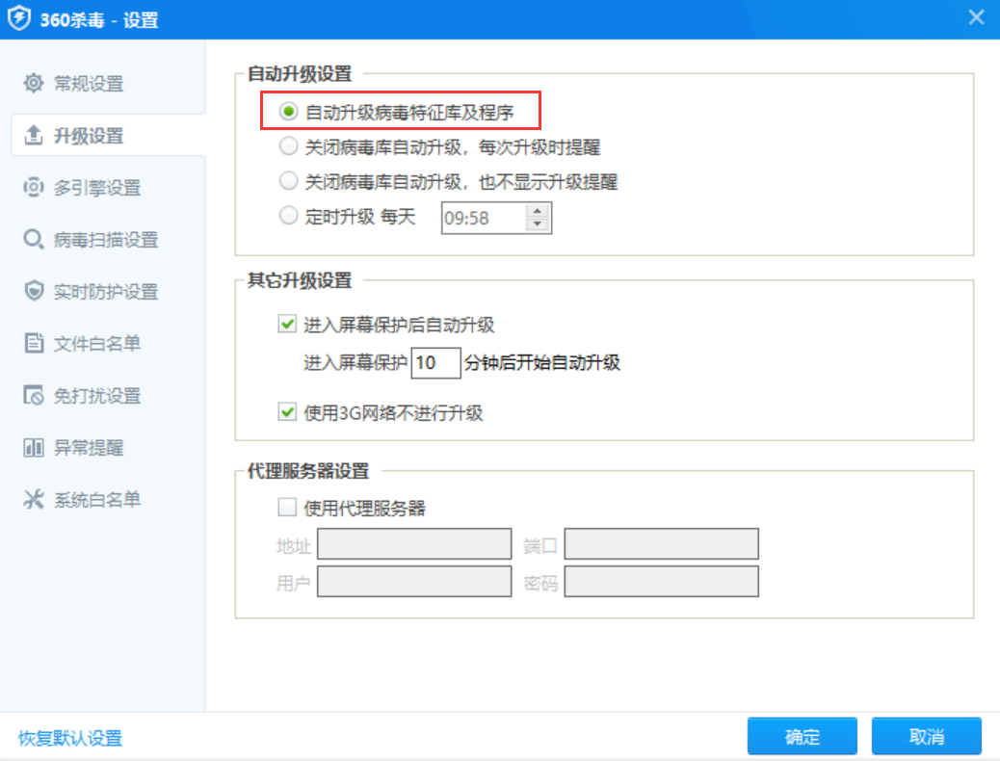 360杀毒 - 设置
常规设置
升级设置
多引擎设置
病毒扫描设置
实时防护设置
文件白名单
免打扰设置
异常提醒
系统白名单
自动升级设置
自动升级病毒特征库及程序
关闭病毒库自动升级，每次升级时提醒
关闭病毒库自动升级，也不显示升级提醒
定时升级 每天 09:58
其它升级设置
进入屏幕保护后自动升级
进入屏幕保护 10 分钟后开始自动升级
使用3G网络不进行升级
代理服务器设置
使用代理服务器
地址 端口
用户 密码
恢复默认设置 确定 取消